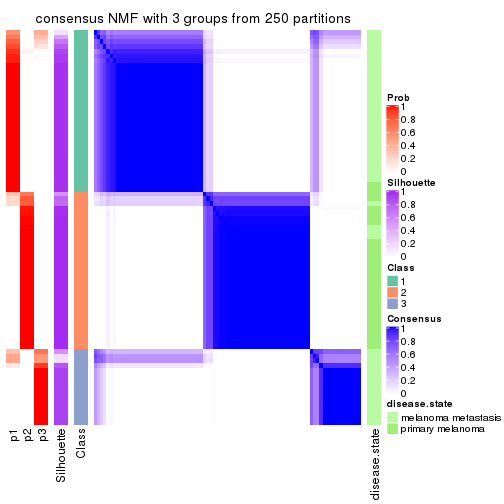 consensus NMF with 3 groups from 250 partitions
Prob
1
0.8
0.6
0.4
0.2
0
Silhouette
1
0.8
0.6
0.4
0.2
0
Class
1
2
3
Consensus
1
0.8
0.6
0.4
0.2
0
disease.state
melanoma metastasis
primary melanoma
p1
p2
p3
Silhouette
Class
disease.state